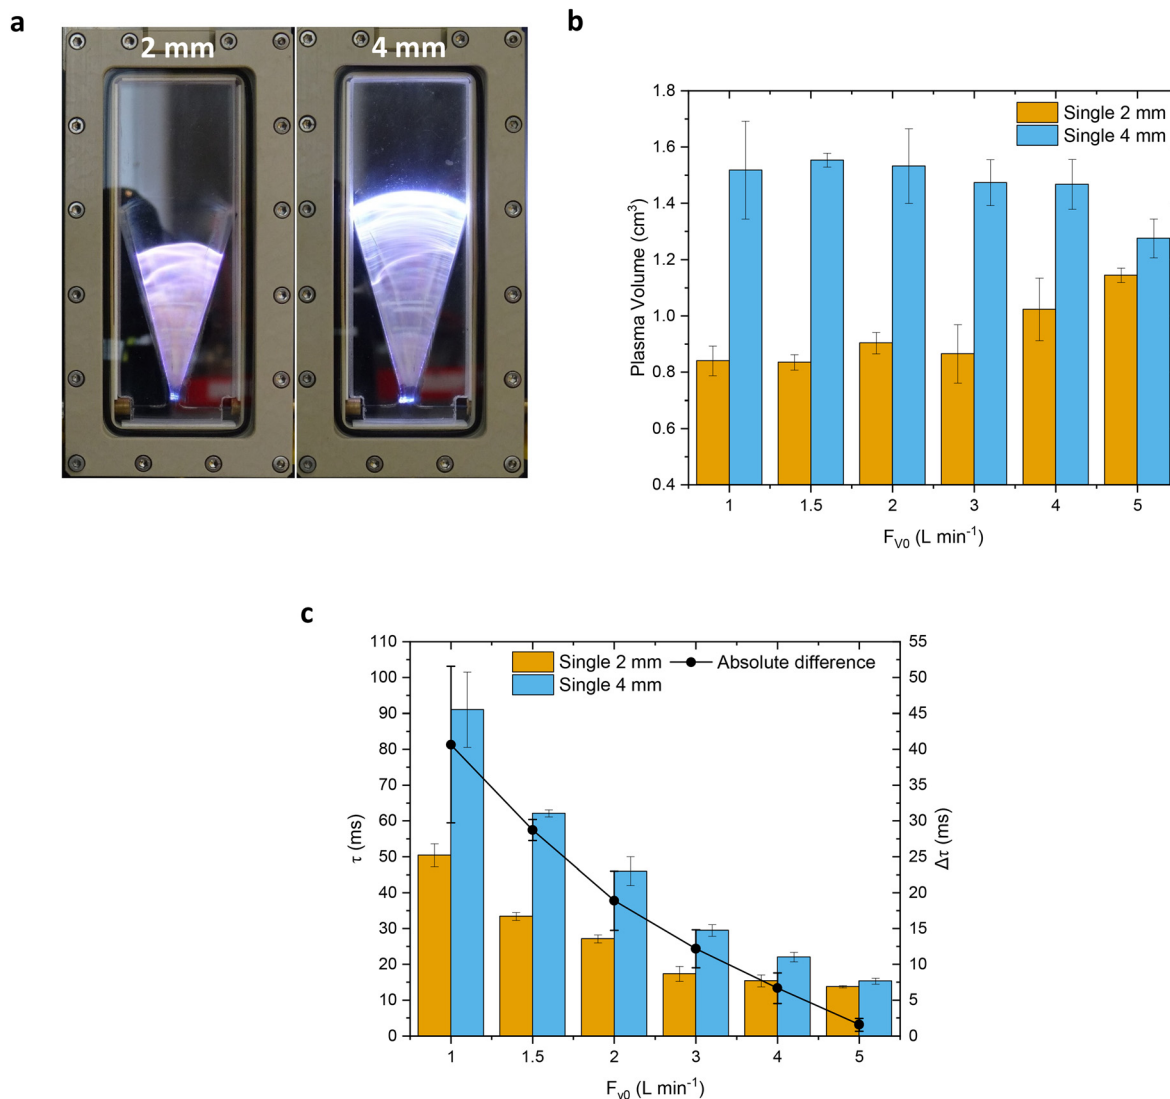 a
2 mm
4 mm
b
1.8
1.6
1.4
1.2
1.0
0.8
0.6
0.4
Plasma Volume (cm³)
Single 2 mm
Single 4 mm
1
1.5
2
3
4
5
F_V0 (L min⁻¹)
c
110
100
90
80
70
60
50
40
30
20
10
0
τ (ms)
Single 2 mm
Absolute difference
Single 4 mm
55
50
45
40
35
30
25
20
15
10
5
0
Δτ (ms)
1
1.5
2
3
4
5
F_v0 (L min⁻¹)